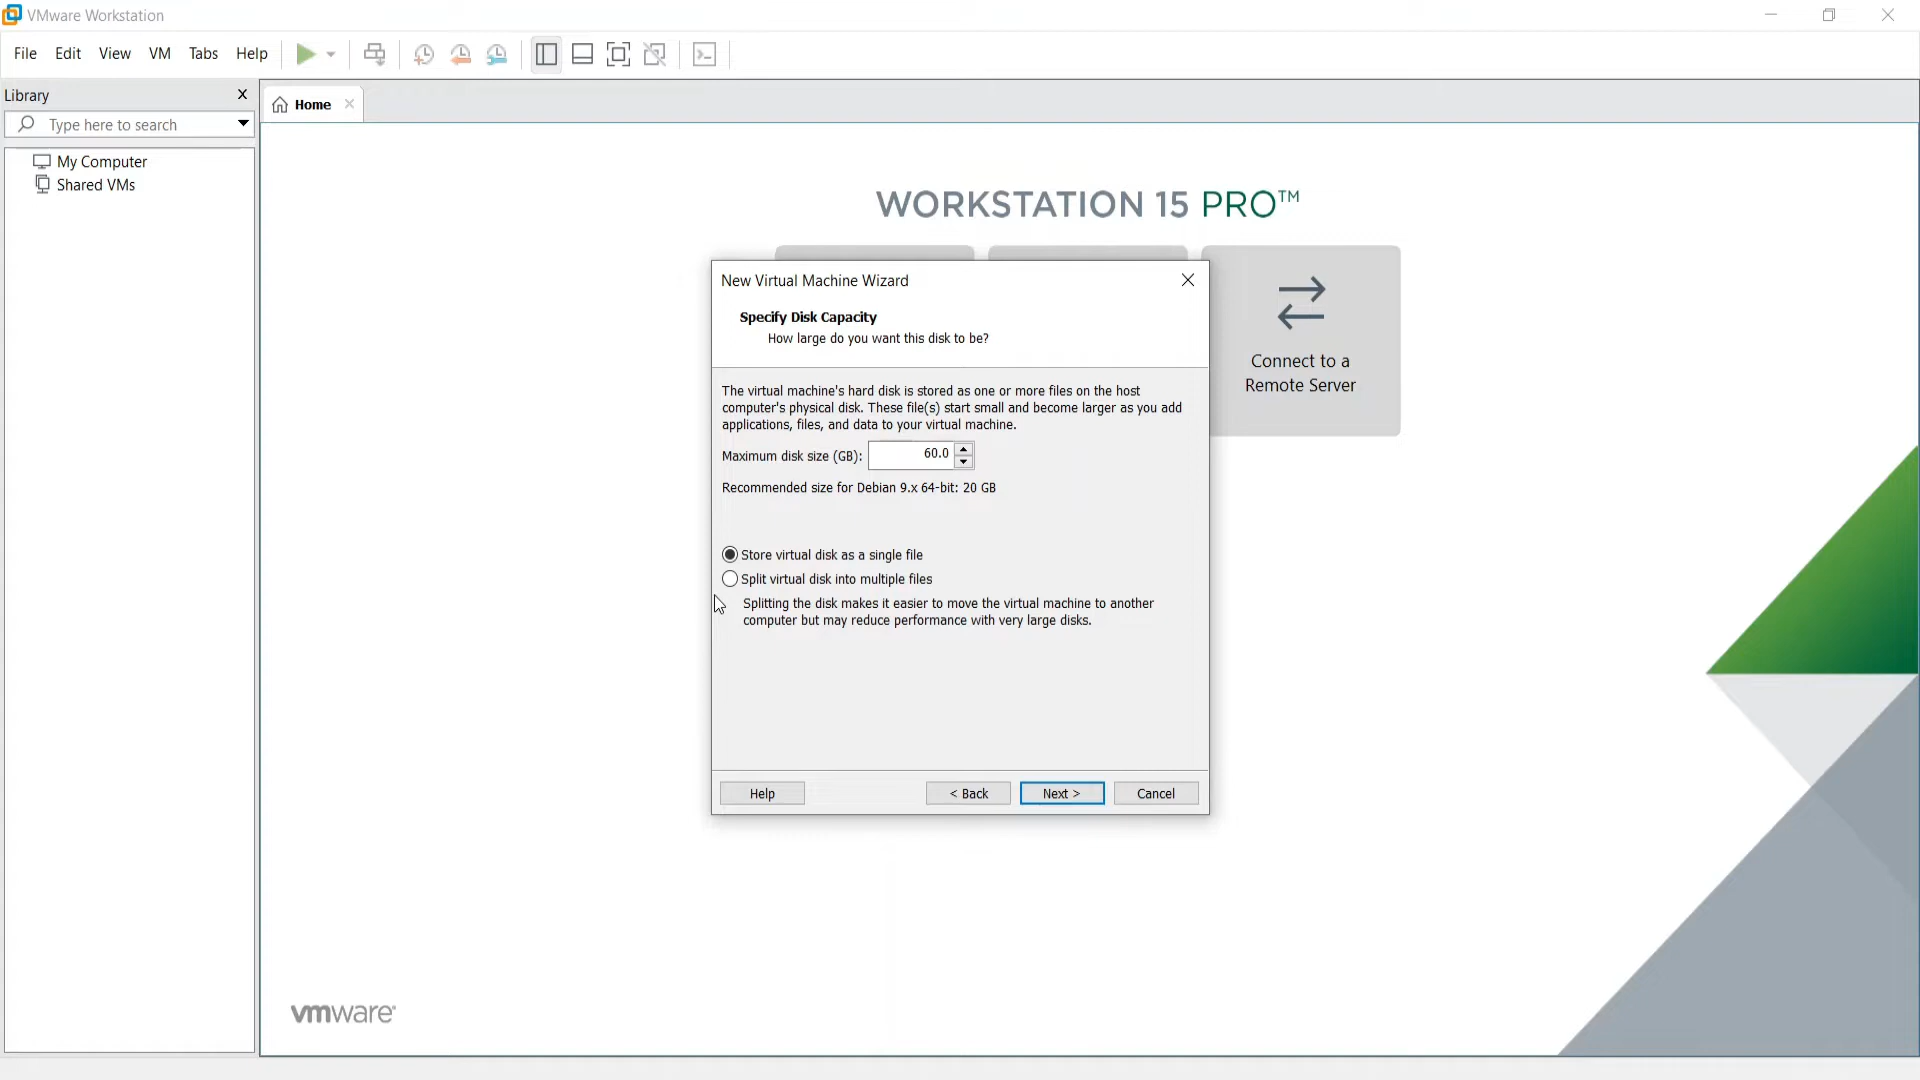 VMware Workstation
File Edit View VM Tabs Help
Library
Type here to search
My Computer
Shared VMs
Home
WORKSTATION 15 PRO™
Connect to a
Remote Server
New Virtual Machine Wizard
Specify Disk Capacity
How large do you want this disk to be?
The virtual machine's hard disk is stored as one or more files on the host
computer's physical disk. These file(s) start small and become larger as you add
applications, files, and data to your virtual machine.
Maximum disk size (GB): 60.0
Recommended size for Debian 9.x 64-bit: 20 GB
Store virtual disk as a single file
Split virtual disk into multiple files
Splitting the disk makes it easier to move the virtual machine to another
computer but may reduce performance with very large disks.
Help < Back Next > Cancel
vmware